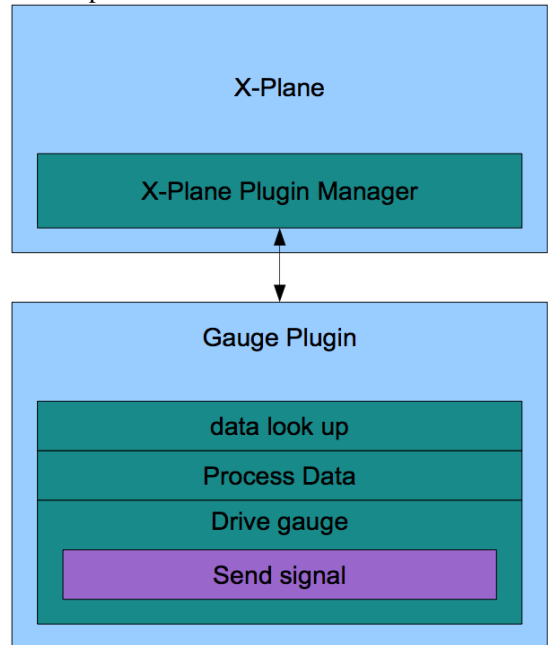 X-Plane
X-Plane Plugin Manager
Gauge Plugin
data look up
Process Data
Drive gauge
Send signal